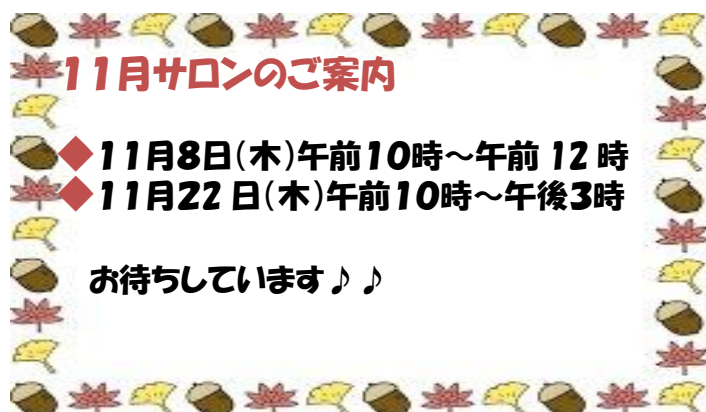 11月サロンのご案内
◆11月8日(木)午前10時～午前 12 時
◆11月22 日(木)午前10時～午後3時
お待ちしています♪♪